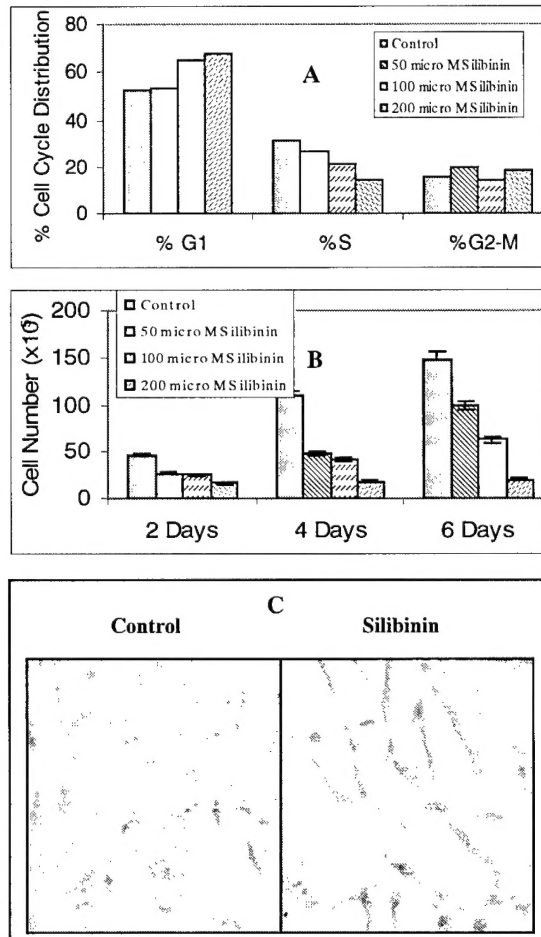 % Cell Cycle Distribution
80
60
40
20
0
A
Control
50 micro M Silibinin
100 micro M Silibinin
200 micro M Silibinin
% G1
%S
%G2-M
Cell Number (x10⁵)
200
150
100
50
0
Control
50 micro M Silibinin
100 micro M Silibinin
200 micro M Silibinin
B
2 Days
4 Days
6 Days
C
Control
Silibinin